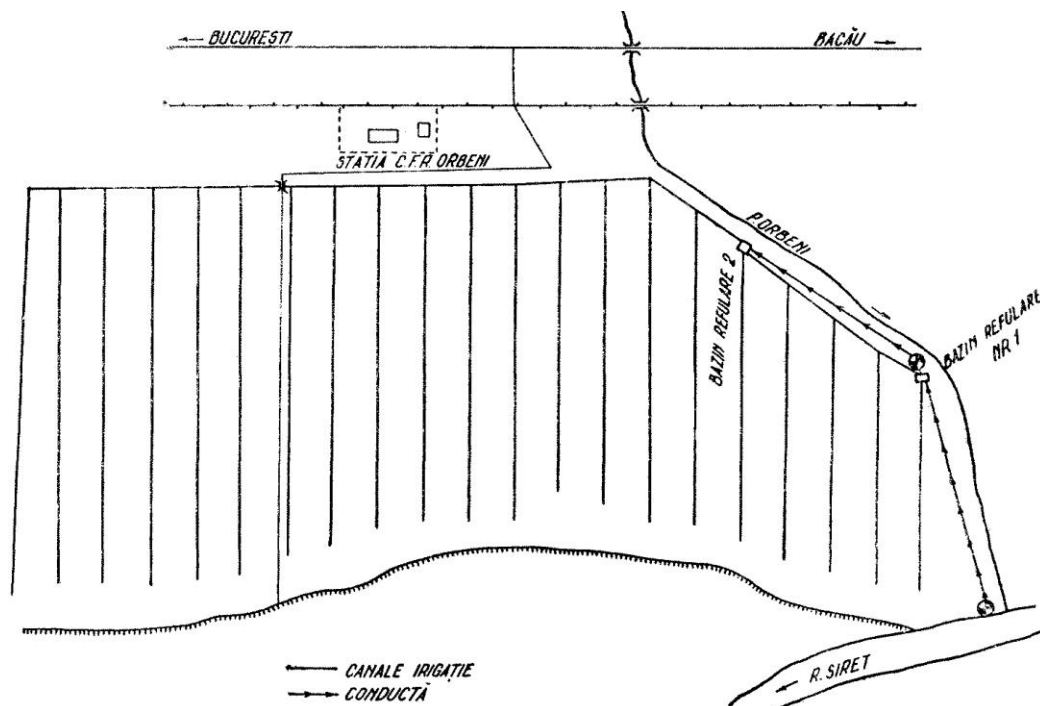 BUCUREȘTI
BACĂU
STAȚIA C.F.R. ORBENI
P. ORBENI
BAZIN REFULARE 2
BAZIN REFULARE
NR 1
R. SIRET
CANALE IRIGAȚIE
CONDUCTĂ